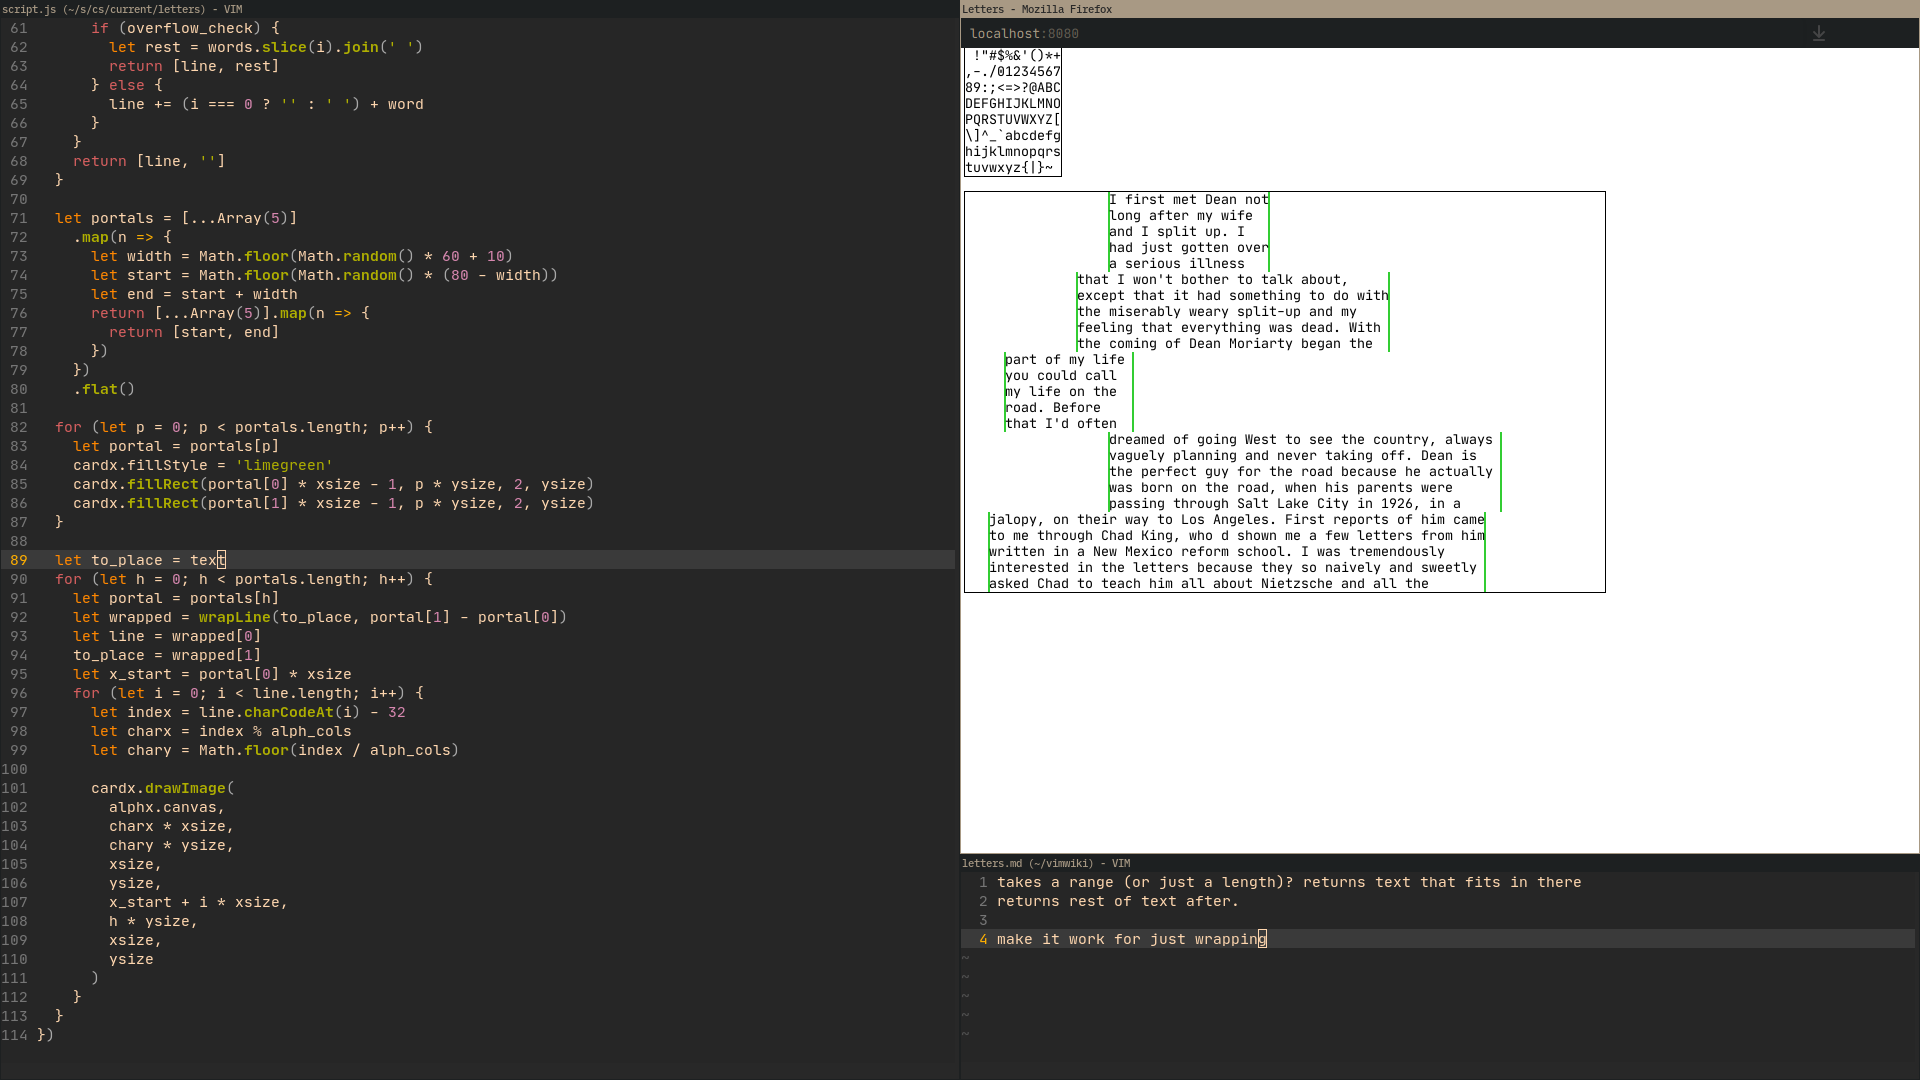 script.js (~/s/cs/current/letters) - VIM
61       if (overflow_check) {
62         let rest = words.slice(i).join(' ')
63         return [line, rest]
64       } else {
65         line += (i === 0 ? '' : ' ') + word
66       }
67     }
68     return [line, '']
69   }
70
71   let portals = [...Array(5)]
72     .map(n => {
73       let width = Math.floor(Math.random() * 60 + 10)
74       let start = Math.floor(Math.random() * (80 - width))
75       let end = start + width
76       return [...Array(5)].map(n => {
77         return [start, end]
78       })
79     })
80     .flat()
81
82   for (let p = 0; p < portals.length; p++) {
83     let portal = portals[p]
84     cardx.fillStyle = 'limegreen'
85     cardx.fillRect(portal[0] * xsize - 1, p * ysize, 2, ysize)
86     cardx.fillRect(portal[1] * xsize - 1, p * ysize, 2, ysize)
87   }
88
89   let to_place = text
90   for (let h = 0; h < portals.length; h++) {
91     let portal = portals[h]
92     let wrapped = wrapLine(to_place, portal[1] - portal[0])
93     let line = wrapped[0]
94     to_place = wrapped[1]
95     let x_start = portal[0] * xsize
96     for (let i = 0; i < line.length; i++) {
97       let index = line.charCodeAt(i) - 32
98       let charx = index % alph_cols
99       let chary = Math.floor(index / alph_cols)
100
101       cardx.drawImage(
102         alphx.canvas,
103         charx * xsize,
104         chary * ysize,
105         xsize,
106         ysize,
107         x_start + i * xsize,
108         h * ysize,
109         xsize,
110         ysize
111       )
112     }
113   }
114 })
Letters - Mozilla Firefox
localhost:8080
 !"#$%&'()*+
,-./01234567
89:;<=>?@ABC
DEFGHIJKLMNO
PQRSTUVWXYZ[
\]^_`abcdefg
hijklmnopqrs
tuvwxyz{|}~
I first met Dean not
long after my wife
and I split up. I
had just gotten over
a serious illness
that I won't bother to talk about,
except that it had something to do with
the miserably weary split-up and my
feeling that everything was dead. With
the coming of Dean Moriarty began the
part of my life
you could call
my life on the
road. Before
that I'd often
dreamed of going West to see the country, always
vaguely planning and never taking off. Dean is
the perfect guy for the road because he actually
was born on the road, when his parents were
passing through Salt Lake City in 1926, in a
jalopy, on their way to Los Angeles. First reports of him came
to me through Chad King, who d shown me a few letters from him
written in a New Mexico reform school. I was tremendously
interested in the letters because they so naively and sweetly
asked Chad to teach him all about Nietzsche and all the
letters.md (~/vimwiki) - VIM
1 takes a range (or just a length)? returns text that fits in there
2 returns rest of text after.
3
4 make it work for just wrapping
~
~
~
~
~